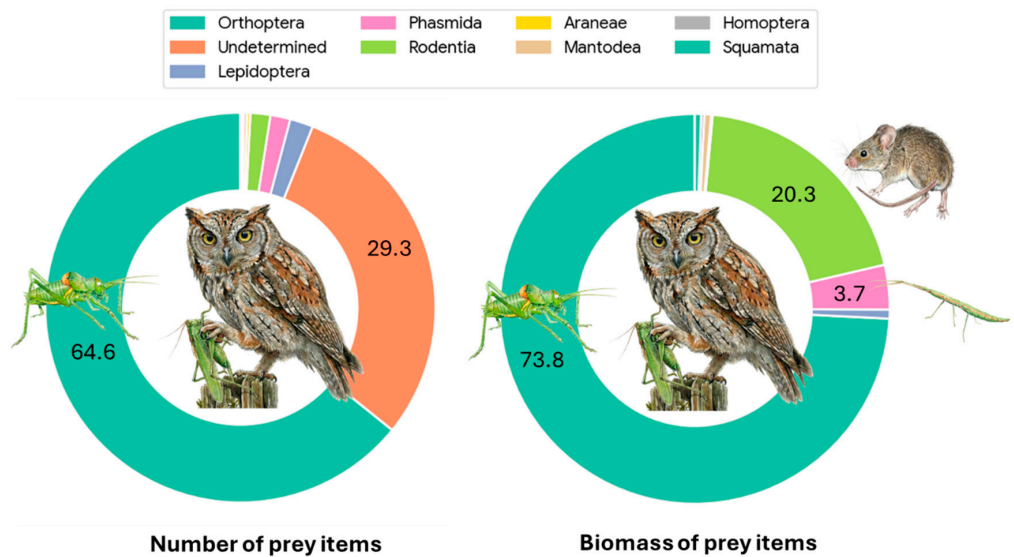 Orthoptera Phasmida Araneae Homoptera
Undetermined Rodentia Mantodea Squamata
Lepidoptera
20.3
29.3
3.7
64.6
73.8
Number of prey items
Biomass of prey items